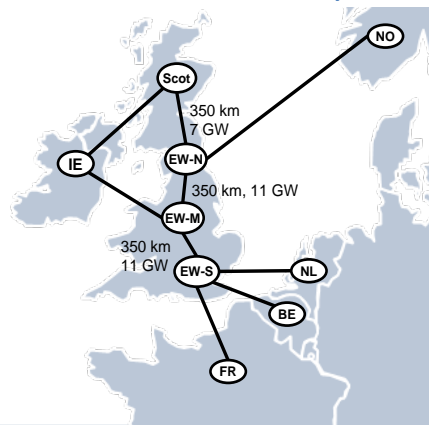 NO
Scot
350 km
7 GW
IE
EW-N
350 km, 11 GW
EW-M
350 km
11 GW
EW-S
NL
BE
FR